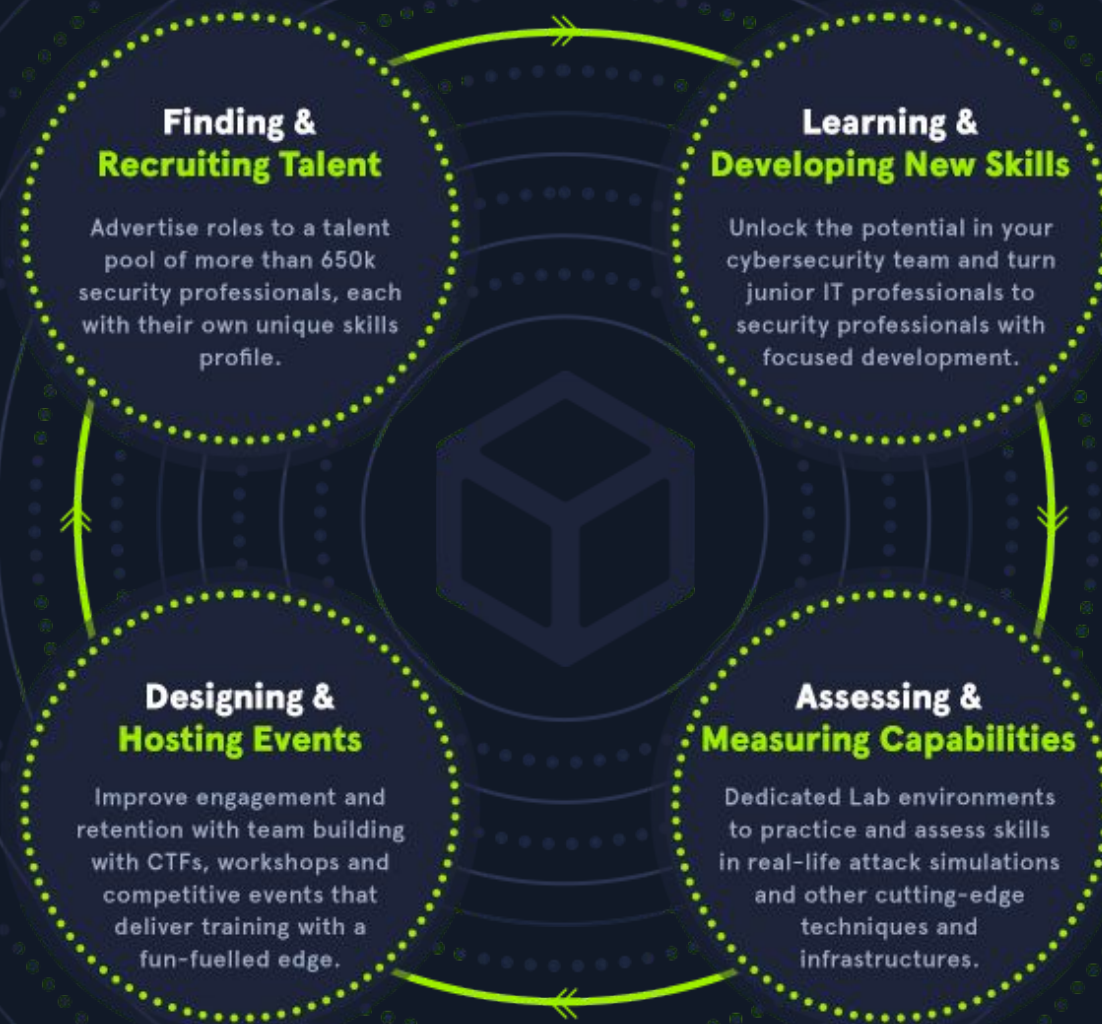 Finding &
Recruiting Talent
Advertise roles to a talent
pool of more than 650k
security professionals, each
with their own unique skills
profile.
Learning &
Developing New Skills
Unlock the potential in your
cybersecurity team and turn
junior IT professionals to
security professionals with
focused development.
Designing &
Hosting Events
Improve engagement and
retention with team building
with CTFs, workshops and
competitive events that
deliver training with a
fun-fuelled edge.
Assessing &
Measuring Capabilities
Dedicated Lab environments
to practice and assess skills
in real-life attack simulations
and other cutting-edge
techniques and
infrastructures.